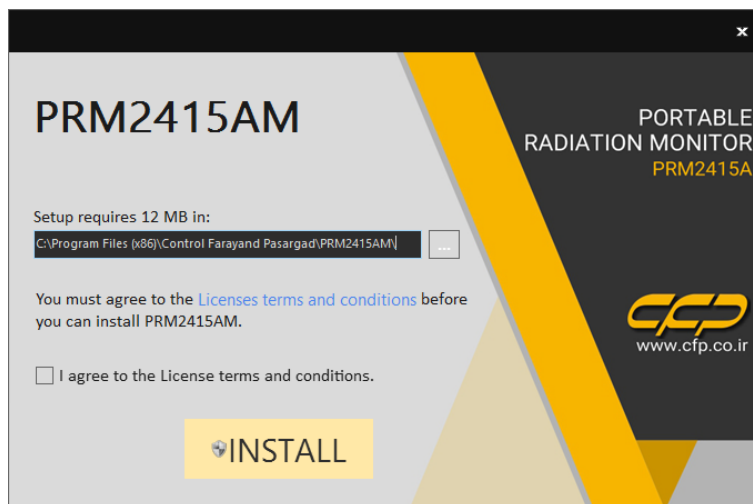 x
PRM2415AM
PORTABLE
RADIATION MONITOR
PRM2415A
Setup requires 12 MB in:
C:\Program Files (x86)\Control Farayand Pasargad\PRM2415AM\
...
You must agree to the Licenses terms and conditions before
you can install PRM2415AM.
cfp
www.cfp.co.ir
I agree to the License terms and conditions.
INSTALL